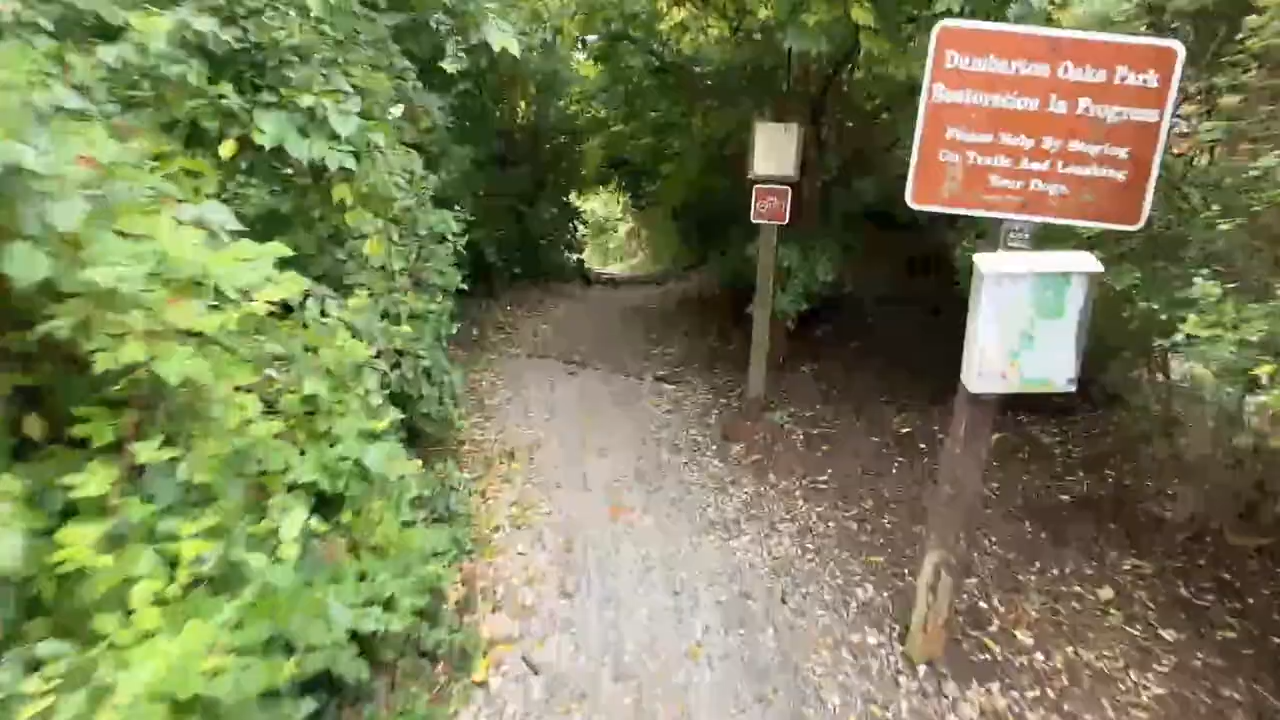 Dumbarton Oaks Park
Restoration In Progress
Please Help By Staying
On Trails And Leashing
Your Dogs